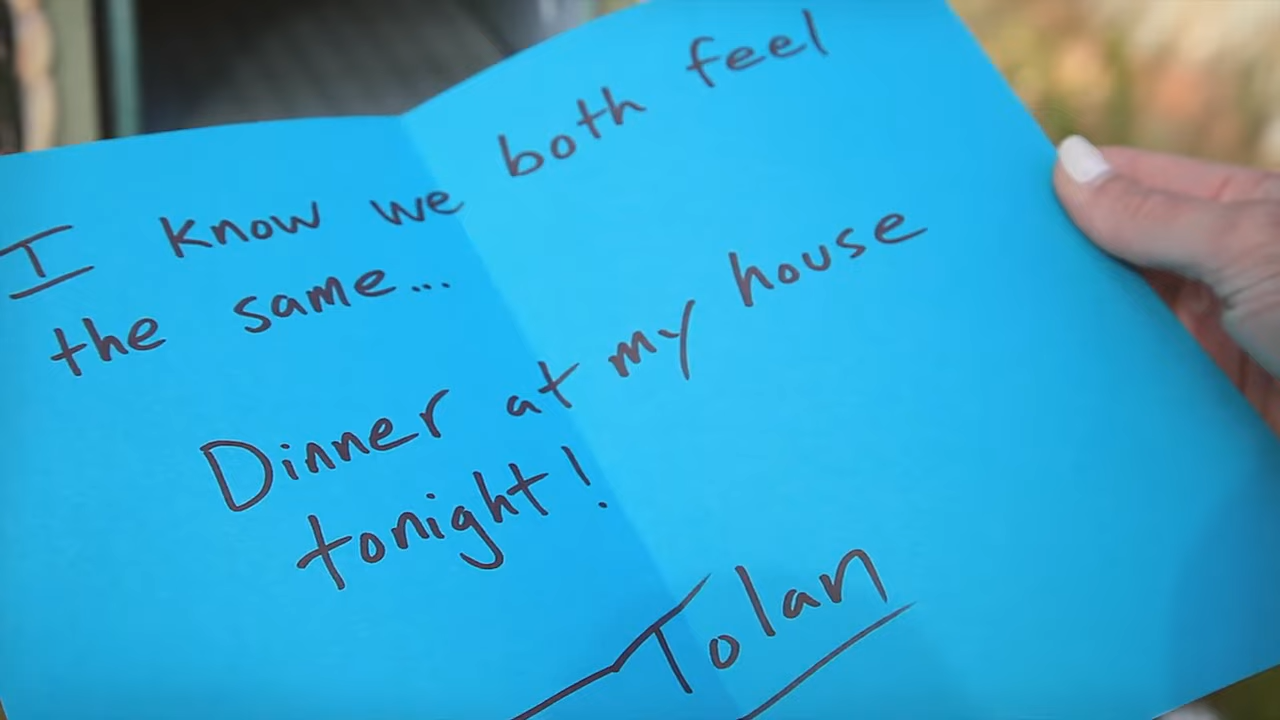 I know we both feel
the same...
Dinner at my house
tonight!
Tolan